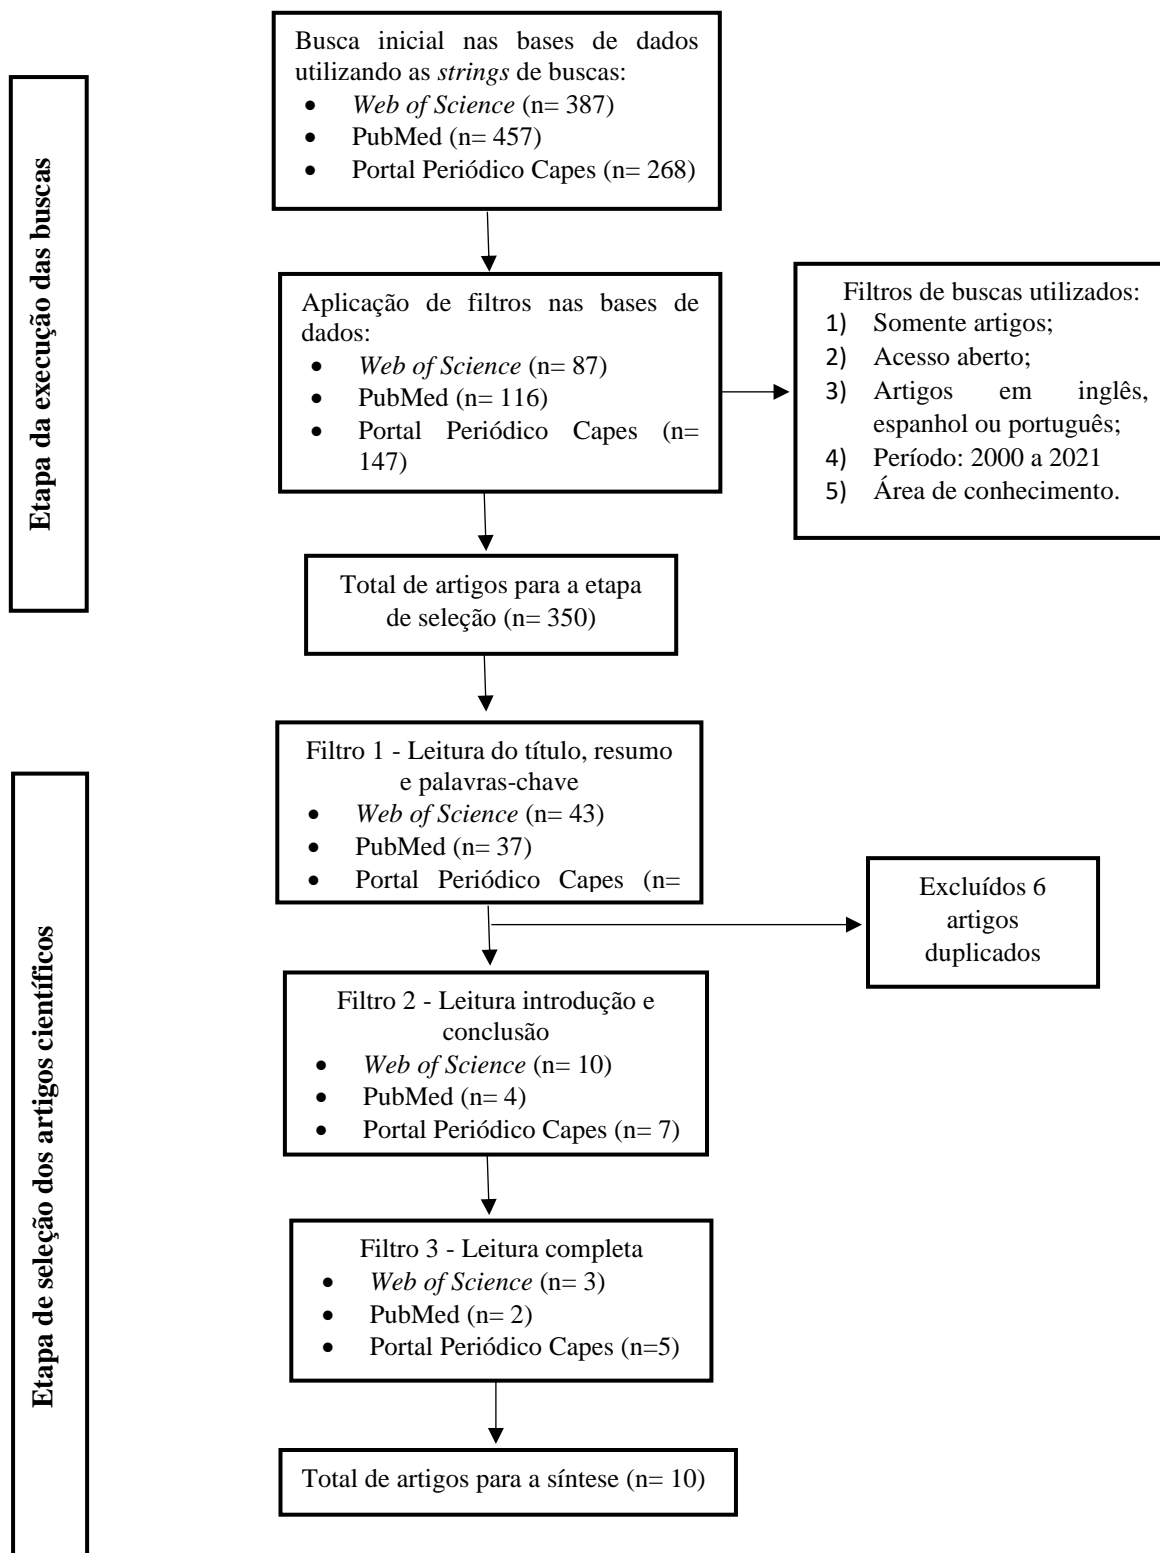 Etapa da execução das buscas
Busca inicial nas bases de dados
utilizando as strings de buscas:
• Web of Science (n= 387)
• PubMed (n= 457)
• Portal Periódico Capes (n= 268)
Aplicação de filtros nas bases de
dados:
• Web of Science (n= 87)
• PubMed (n= 116)
• Portal Periódico Capes (n=
147)
Filtros de buscas utilizados:
1) Somente artigos;
2) Acesso aberto;
3) Artigos em inglês,
espanhol ou português;
4) Período: 2000 a 2021
5) Área de conhecimento.
Total de artigos para a etapa
de seleção (n= 350)
Etapa de seleção dos artigos científicos
Filtro 1 - Leitura do título, resumo
e palavras-chave
• Web of Science (n= 43)
• PubMed (n= 37)
• Portal Periódico Capes (n=
Excluídos 6
artigos
duplicados
Filtro 2 - Leitura introdução e
conclusão
• Web of Science (n= 10)
• PubMed (n= 4)
• Portal Periódico Capes (n= 7)
Filtro 3 - Leitura completa
• Web of Science (n= 3)
• PubMed (n= 2)
• Portal Periódico Capes (n=5)
Total de artigos para a síntese (n= 10)